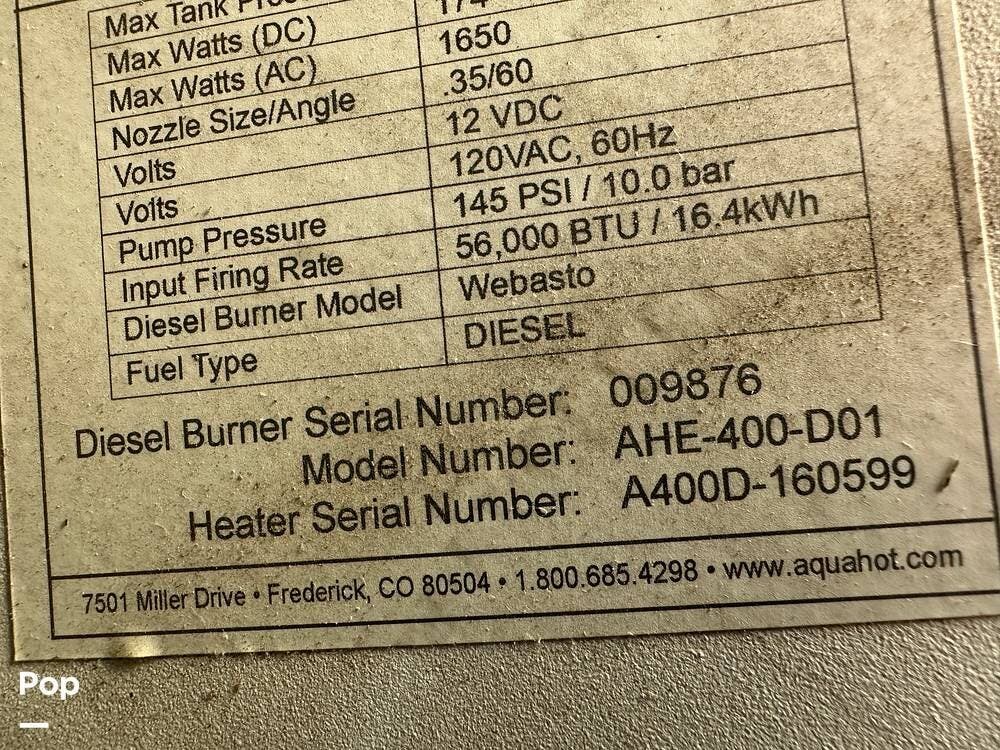 Max Tank
Max Watts (DC)
Max Watts (AC) 1650
Nozzle Size/Angle .35/60
Volts 12 VDC
Volts 120VAC, 60Hz
Pump Pressure 145 PSI / 10.0 bar
Input Firing Rate 56,000 BTU / 16.4kWh
Diesel Burner Model Webasto
Fuel Type DIESEL
Diesel Burner Serial Number: 009876
Model Number: AHE-400-D01
Heater Serial Number: A400D-160599
7501 Miller Drive • Frederick, CO 80504 • 1.800.685.4298 • www.aquahot.com
Pop